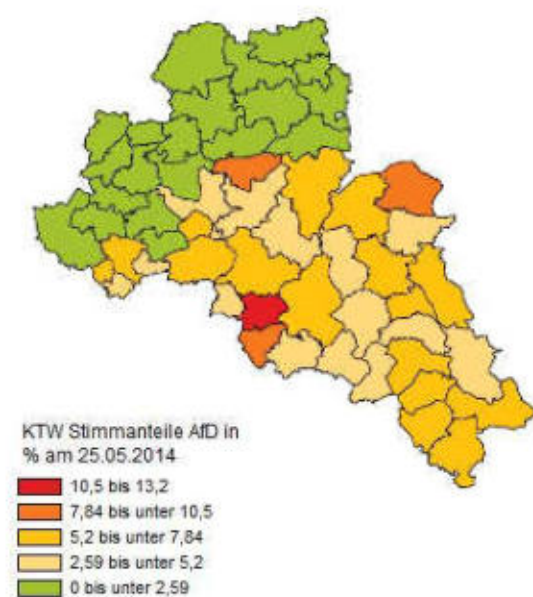 KTW Stimmanteile AfD in
% am 25.05.2014
10,5 bis 13,2
7,84 bis unter 10,5
5,2 bis unter 7,84
2,59 bis unter 5,2
0 bis unter 2,59